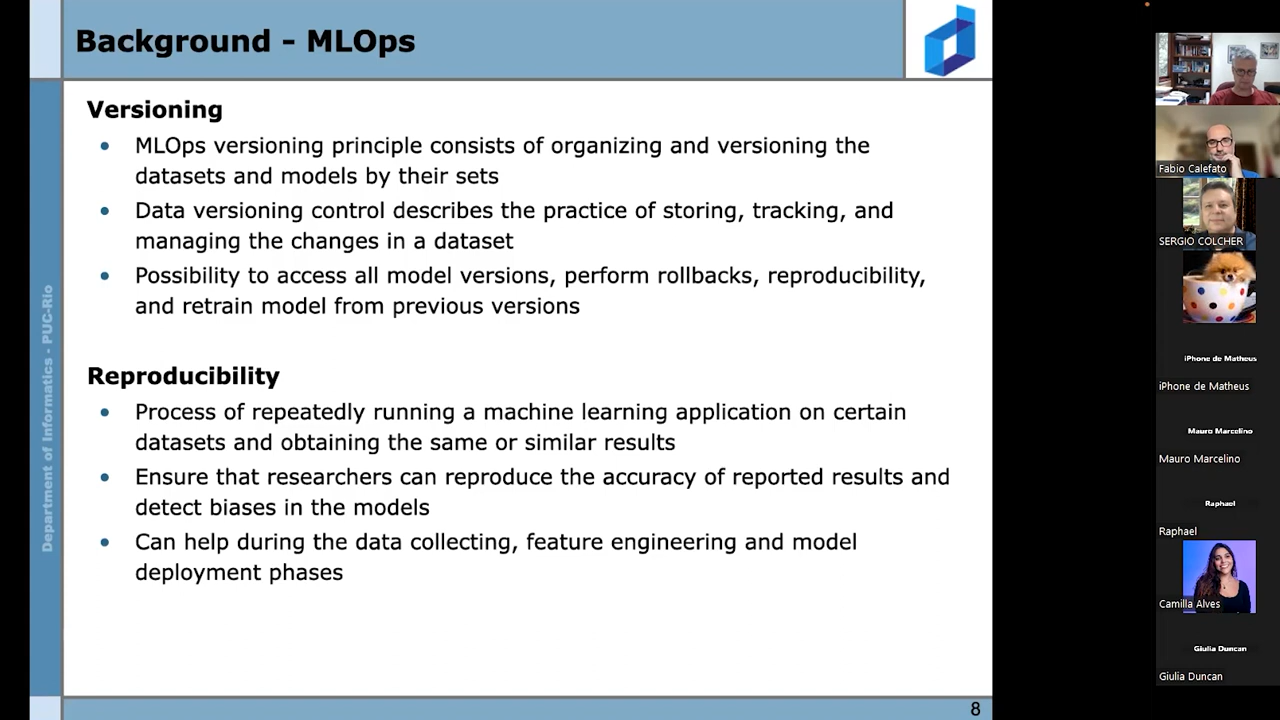 Background - MLOps
Versioning
• MLOps versioning principle consists of organizing and versioning the
datasets and models by their sets
• Data versioning control describes the practice of storing, tracking, and
managing the changes in a dataset
• Possibility to access all model versions, perform rollbacks, reproducibility,
and retrain model from previous versions
Reproducibility
• Process of repeatedly running a machine learning application on certain
datasets and obtaining the same or similar results
• Ensure that researchers can reproduce the accuracy of reported results and
detect biases in the models
• Can help during the data collecting, feature engineering and model
deployment phases
Department of Informatics - PUC-Rio
8
Fabio Calefato
SERGIO COLCHER
iPhone de Matheus
iPhone de Matheus
Mauro Marcelino
Mauro Marcelino
Raphael
Raphael
Camilla Alves
Giulia Duncan
Giulia Duncan